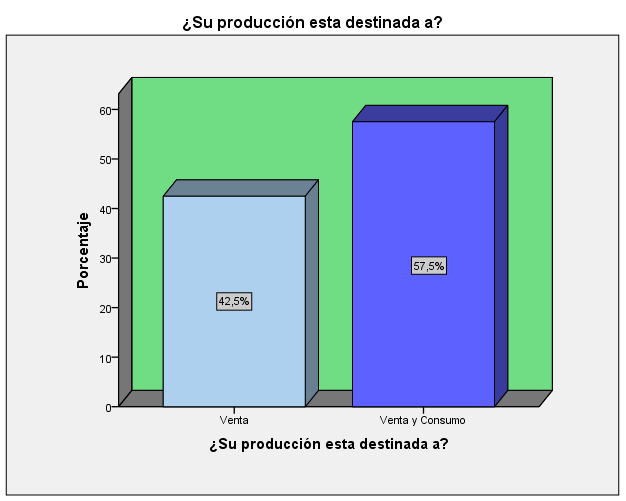 ¿Su producción esta destinada a?
60
50
40
30
20
10
0
Porcentaje
42,5%
57,5%
Venta
Venta y Consumo
¿Su producción esta destinada a?